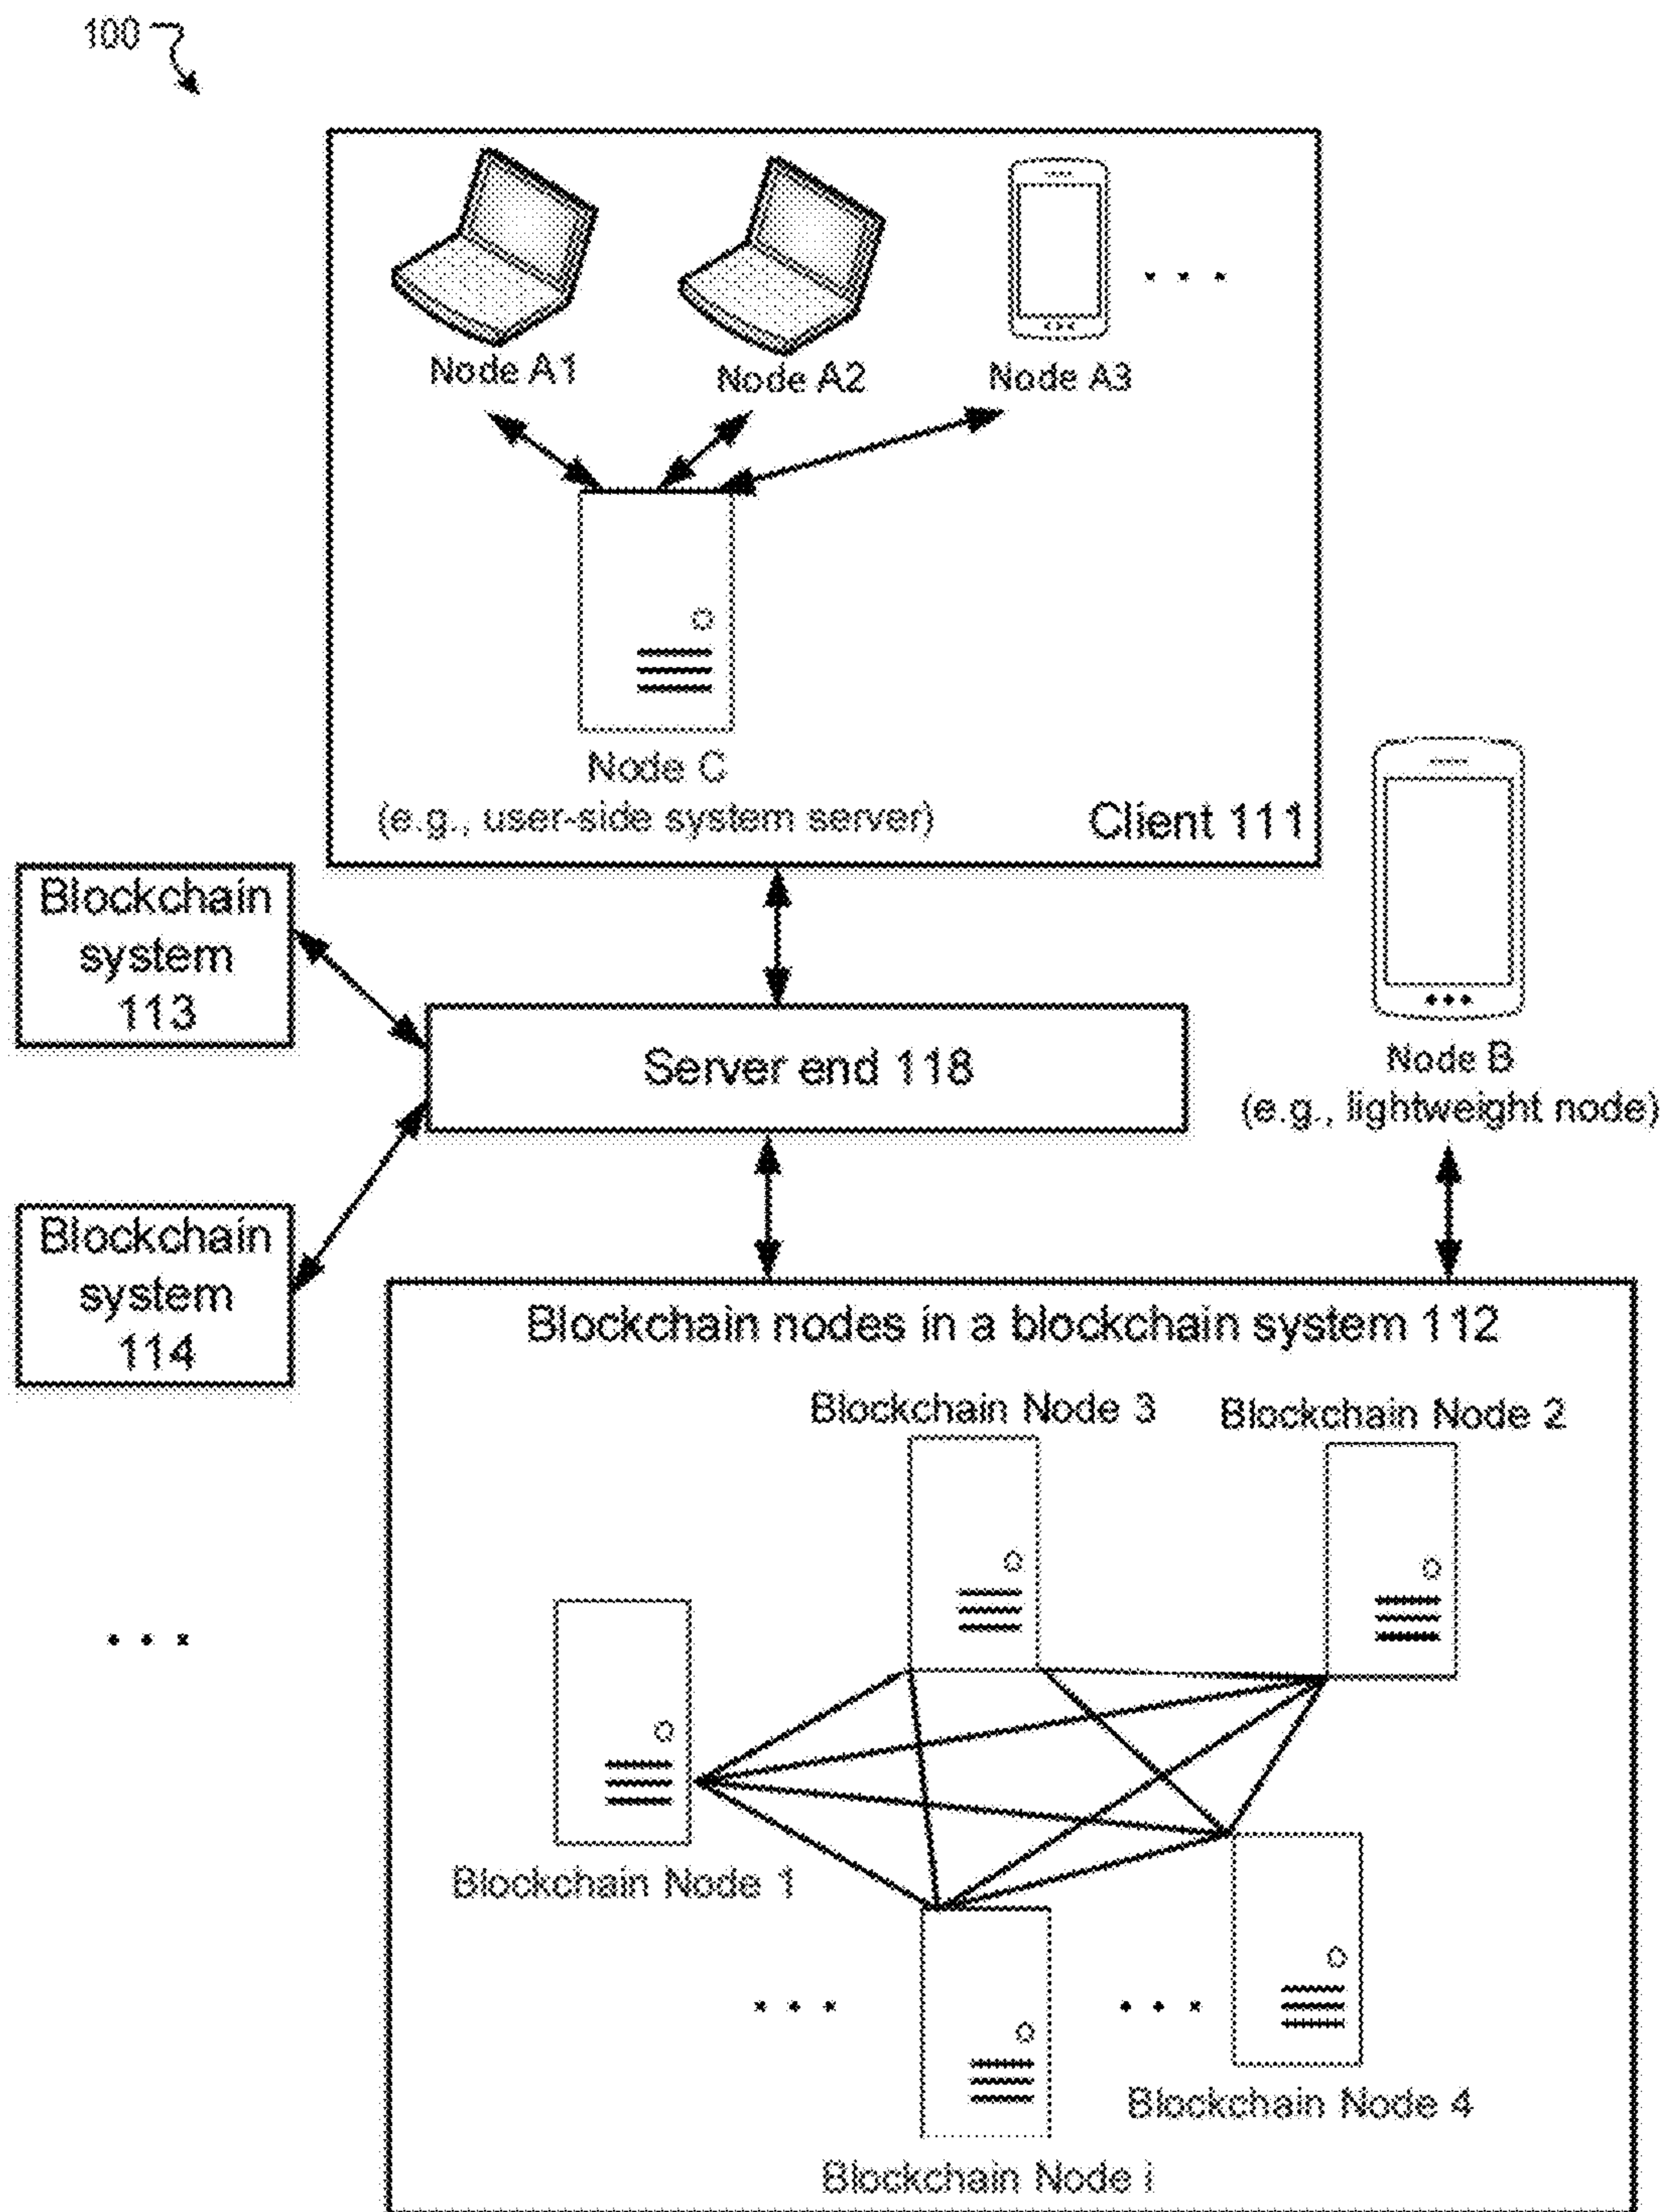 100
Node A1
Node A2
Node A3
Node C
(e.g., user-side system server)
Client 111
Blockchain
system
113
Server end 118
Node B
(e.g., lightweight node)
Blockchain
system
114
Blockchain nodes in a blockchain system 112
Blockchain Node 3
Blockchain Node 2
Blockchain Node 1
Blockchain Node 4
Blockchain Node i